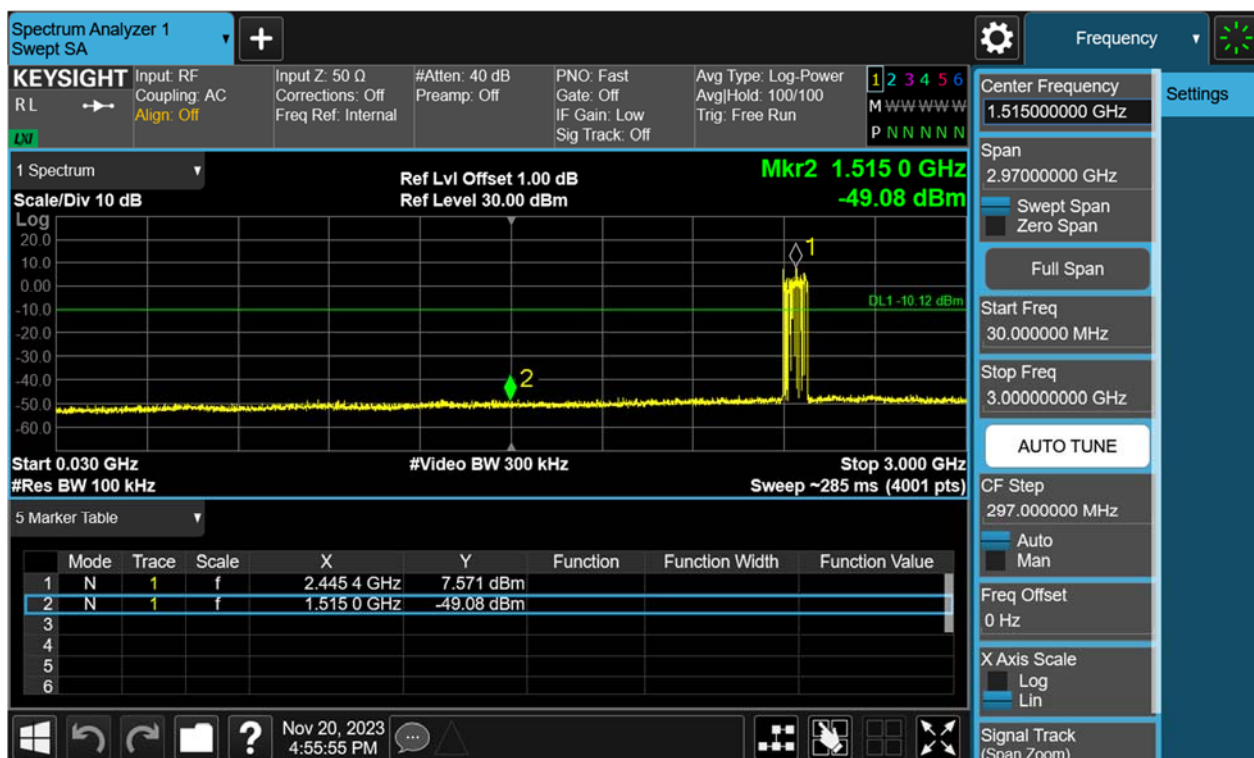 Spectrum Analyzer 1
Swept SA
+
Frequency
KEYSIGHT
RL
LXI
Input: RF
Coupling: AC
Align: Off
Input Z: 50 Ω
Corrections: Off
Freq Ref: Internal
#Atten: 40 dB
Preamp: Off
PNO: Fast
Gate: Off
IF Gain: Low
Sig Track: Off
Avg Type: Log-Power
Avg|Hold: 100/100
Trig: Free Run
1 2 3 4 5 6
M W W W W W
P N N N N N
Center Frequency
1.515000000 GHz
Settings
Span
2.97000000 GHz
Swept Span
Zero Span
Full Span
Start Freq
30.000000 MHz
Stop Freq
3.000000000 GHz
AUTO TUNE
CF Step
297.000000 MHz
Auto
Man
Freq Offset
0 Hz
X Axis Scale
Log
Lin
Signal Track
(Span Zoom)
1 Spectrum
Scale/Div 10 dB
Ref Lvl Offset 1.00 dB
Ref Level 30.00 dBm
Mkr2 1.515 0 GHz
-49.08 dBm
Log
20.0
10.0
0.00
-10.0
-20.0
-30.0
-40.0
-50.0
-60.0
1
DL1 -10.12 dBm
2
Start 0.030 GHz
#Res BW 100 kHz
#Video BW 300 kHz
Stop 3.000 GHz
Sweep ~285 ms (4001 pts)
5 Marker Table
Mode Trace Scale X Y Function Function Width Function Value
1 N 1 f 2.445 4 GHz 7.571 dBm
2 N 1 f 1.515 0 GHz -49.08 dBm
3
4
5
6
?
Nov 20, 2023
4:55:55 PM